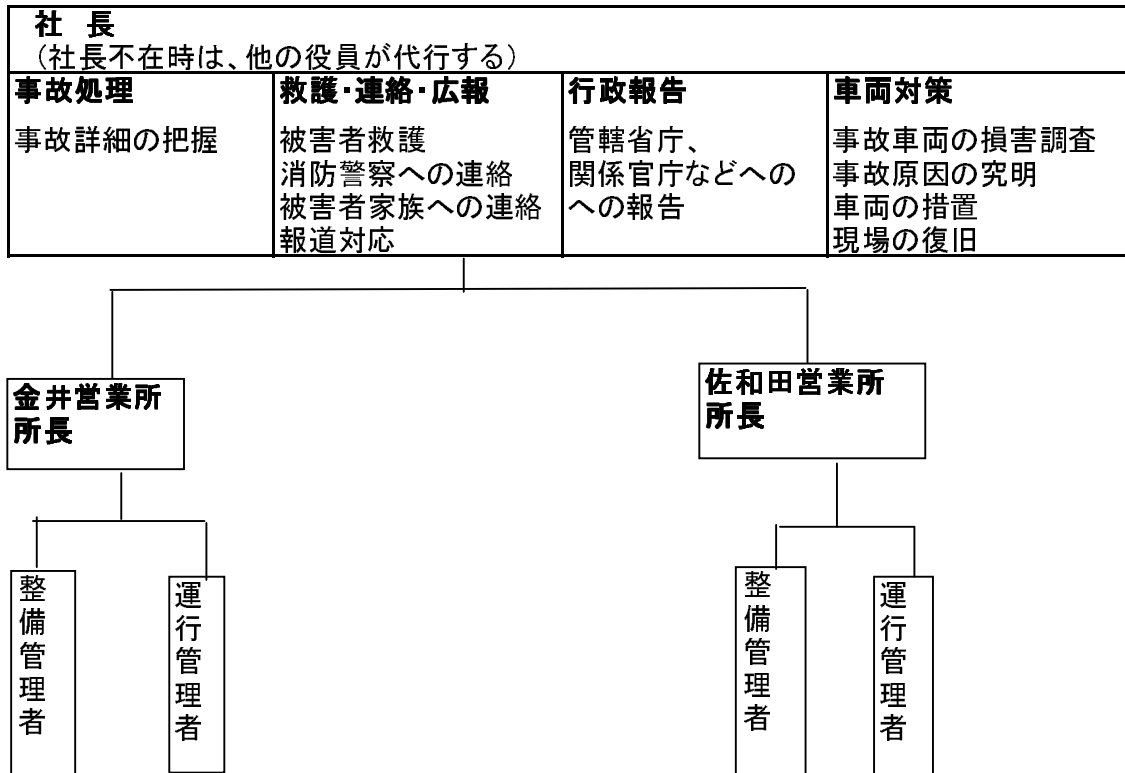 社 長
（社長不在時は、他の役員が代行する）
事故処理
事故詳細の把握
救護・連絡・広報
被害者救護
消防警察への連絡
被害者家族への連絡
報道対応
行政報告
管轄省庁、
関係官庁などへの
への報告
車両対策
事故車両の損害調査
事故原因の究明
車両の措置
現場の復旧
金井営業所
所長
佐和田営業所
所長
整備管理者
運行管理者
整備管理者
運行管理者